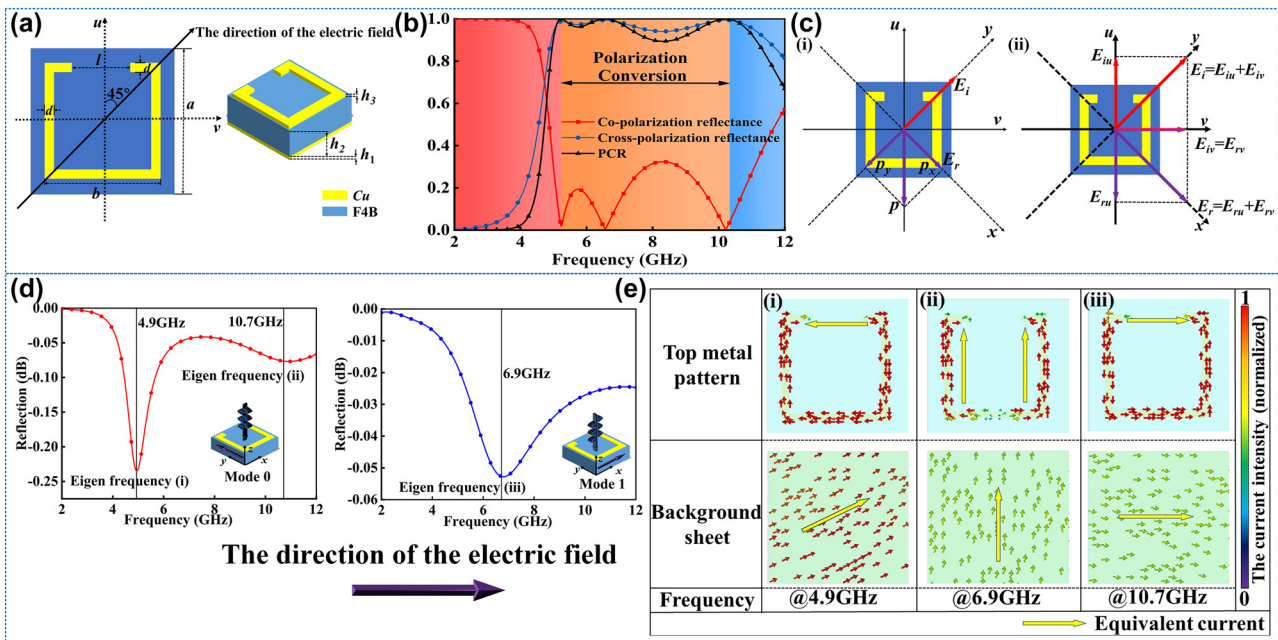 (a)
u
The direction of the electric field
l
d
45°
d
a
v
b
h3
h2
h1
Cu
F4B
(b)
1.0
0.8
0.6
0.4
0.2
0.0
Polarization
Conversion
Co-polarization reflectance
Cross-polarization reflectance
PCR
2 4 6 8 10 12
Frequency (GHz)
(c)
(i)
u
y
Ei
v
Er
py
px
p
x
(ii)
u
y
Eiu
Ei=Eiu+Eiv
v
Eiv=Erv
Eru
Er=Eru+Erv
x
(d)
Reflection (dB)
0.00
-0.05
-0.10
-0.15
-0.20
-0.25
4.9GHz
10.7GHz
Eigen frequency (ii)
Eigen frequency (i)
z
y
x
Mode 0
2 4 6 8 10 12
Frequency (GHz)
Reflection (dB)
0.00
-0.01
-0.02
-0.03
-0.04
-0.05
-0.06
6.9GHz
Eigen frequency (iii)
z
y
x
Mode 1
2 4 6 8 10 12
Frequency (GHz)
The direction of the electric field
(e)
Top metal
pattern
(i)
(ii)
(iii)
Background
sheet
Frequency
@4.9GHz
@6.9GHz
@10.7GHz
Equivalent current
1
The current intensity (normalized)
0